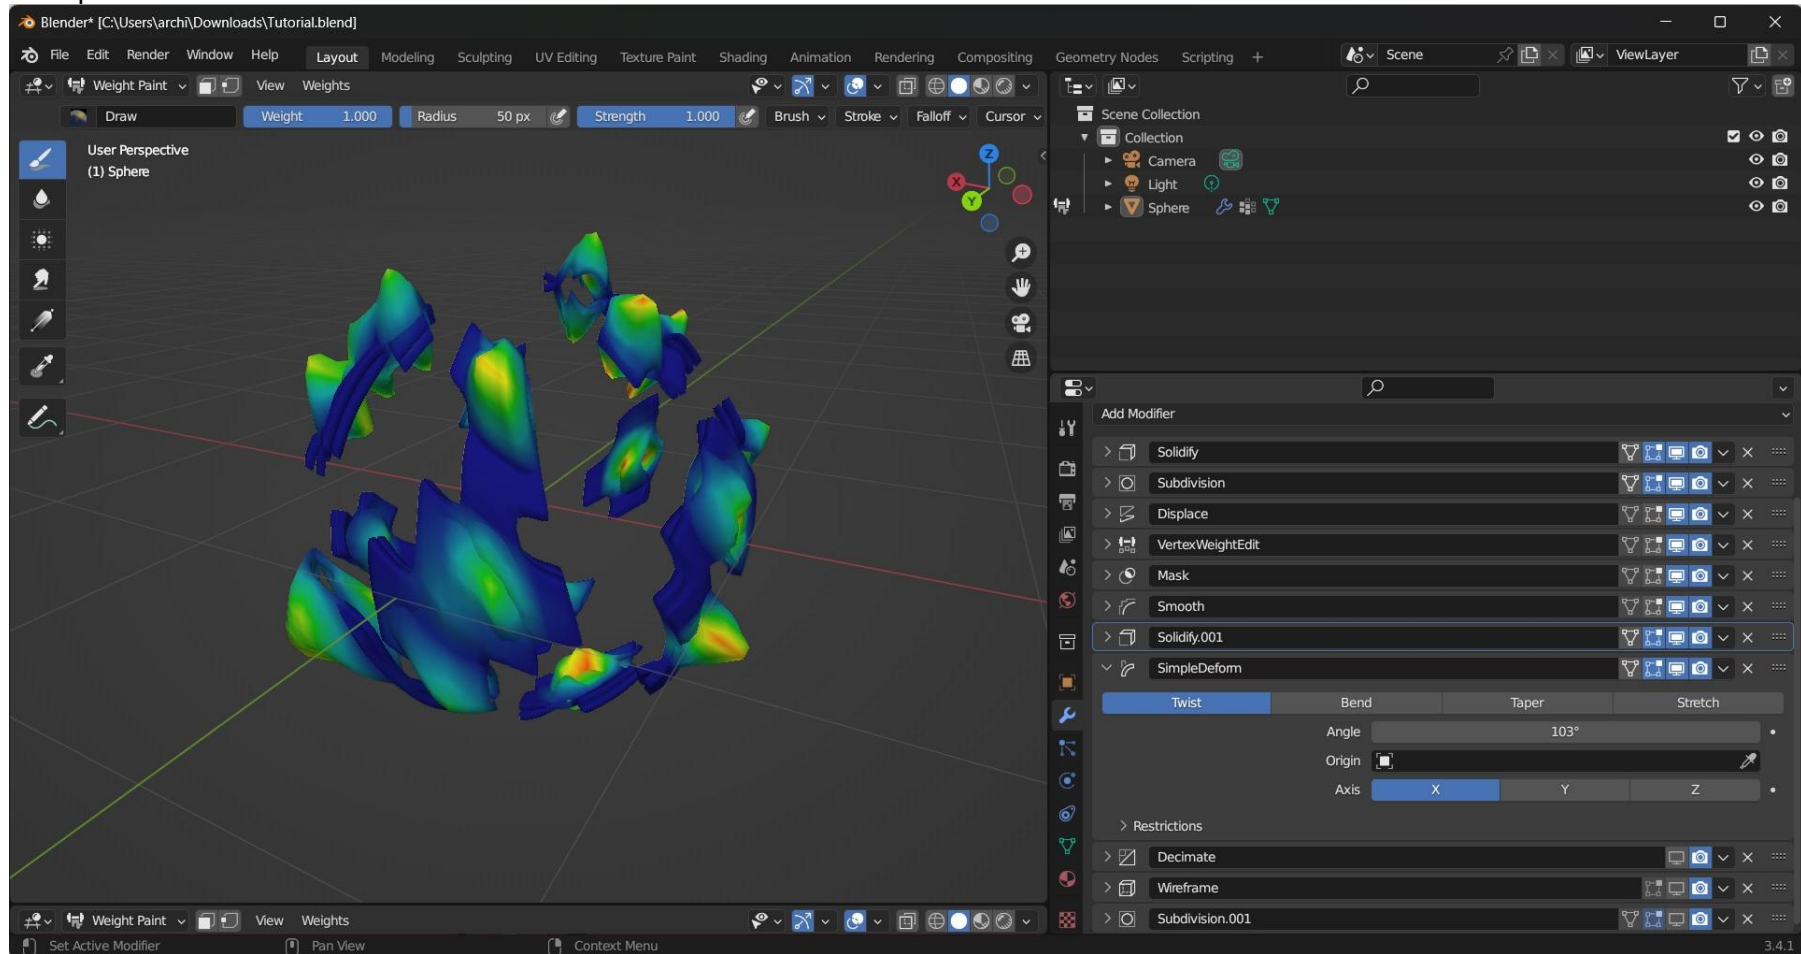 Blender* [C:\Users\archi\Downloads\Tutorial.blend]
File Edit Render Window Help Layout Modeling Sculpting UV Editing Texture Paint Shading Animation Rendering Compositing Geometry Nodes Scripting + Scene ViewLayer
Weight Paint View Weights
Draw Weight 1.000 Radius 50 px Strength 1.000 Brush Stroke Falloff Cursor
User Perspective
(1) Sphere
Z
X
Y
Scene Collection
Collection
Camera
Light
Sphere
Add Modifier
Solidify
Subdivision
Displace
VertexWeightEdit
Mask
Smooth
Solidify.001
SimpleDeform
Twist Bend Taper Stretch
Angle 103°
Origin
Axis X Y Z
Restrictions
Decimate
Wireframe
Subdivision.001
Weight Paint View Weights
Set Active Modifier Pan View Context Menu 3.4.1